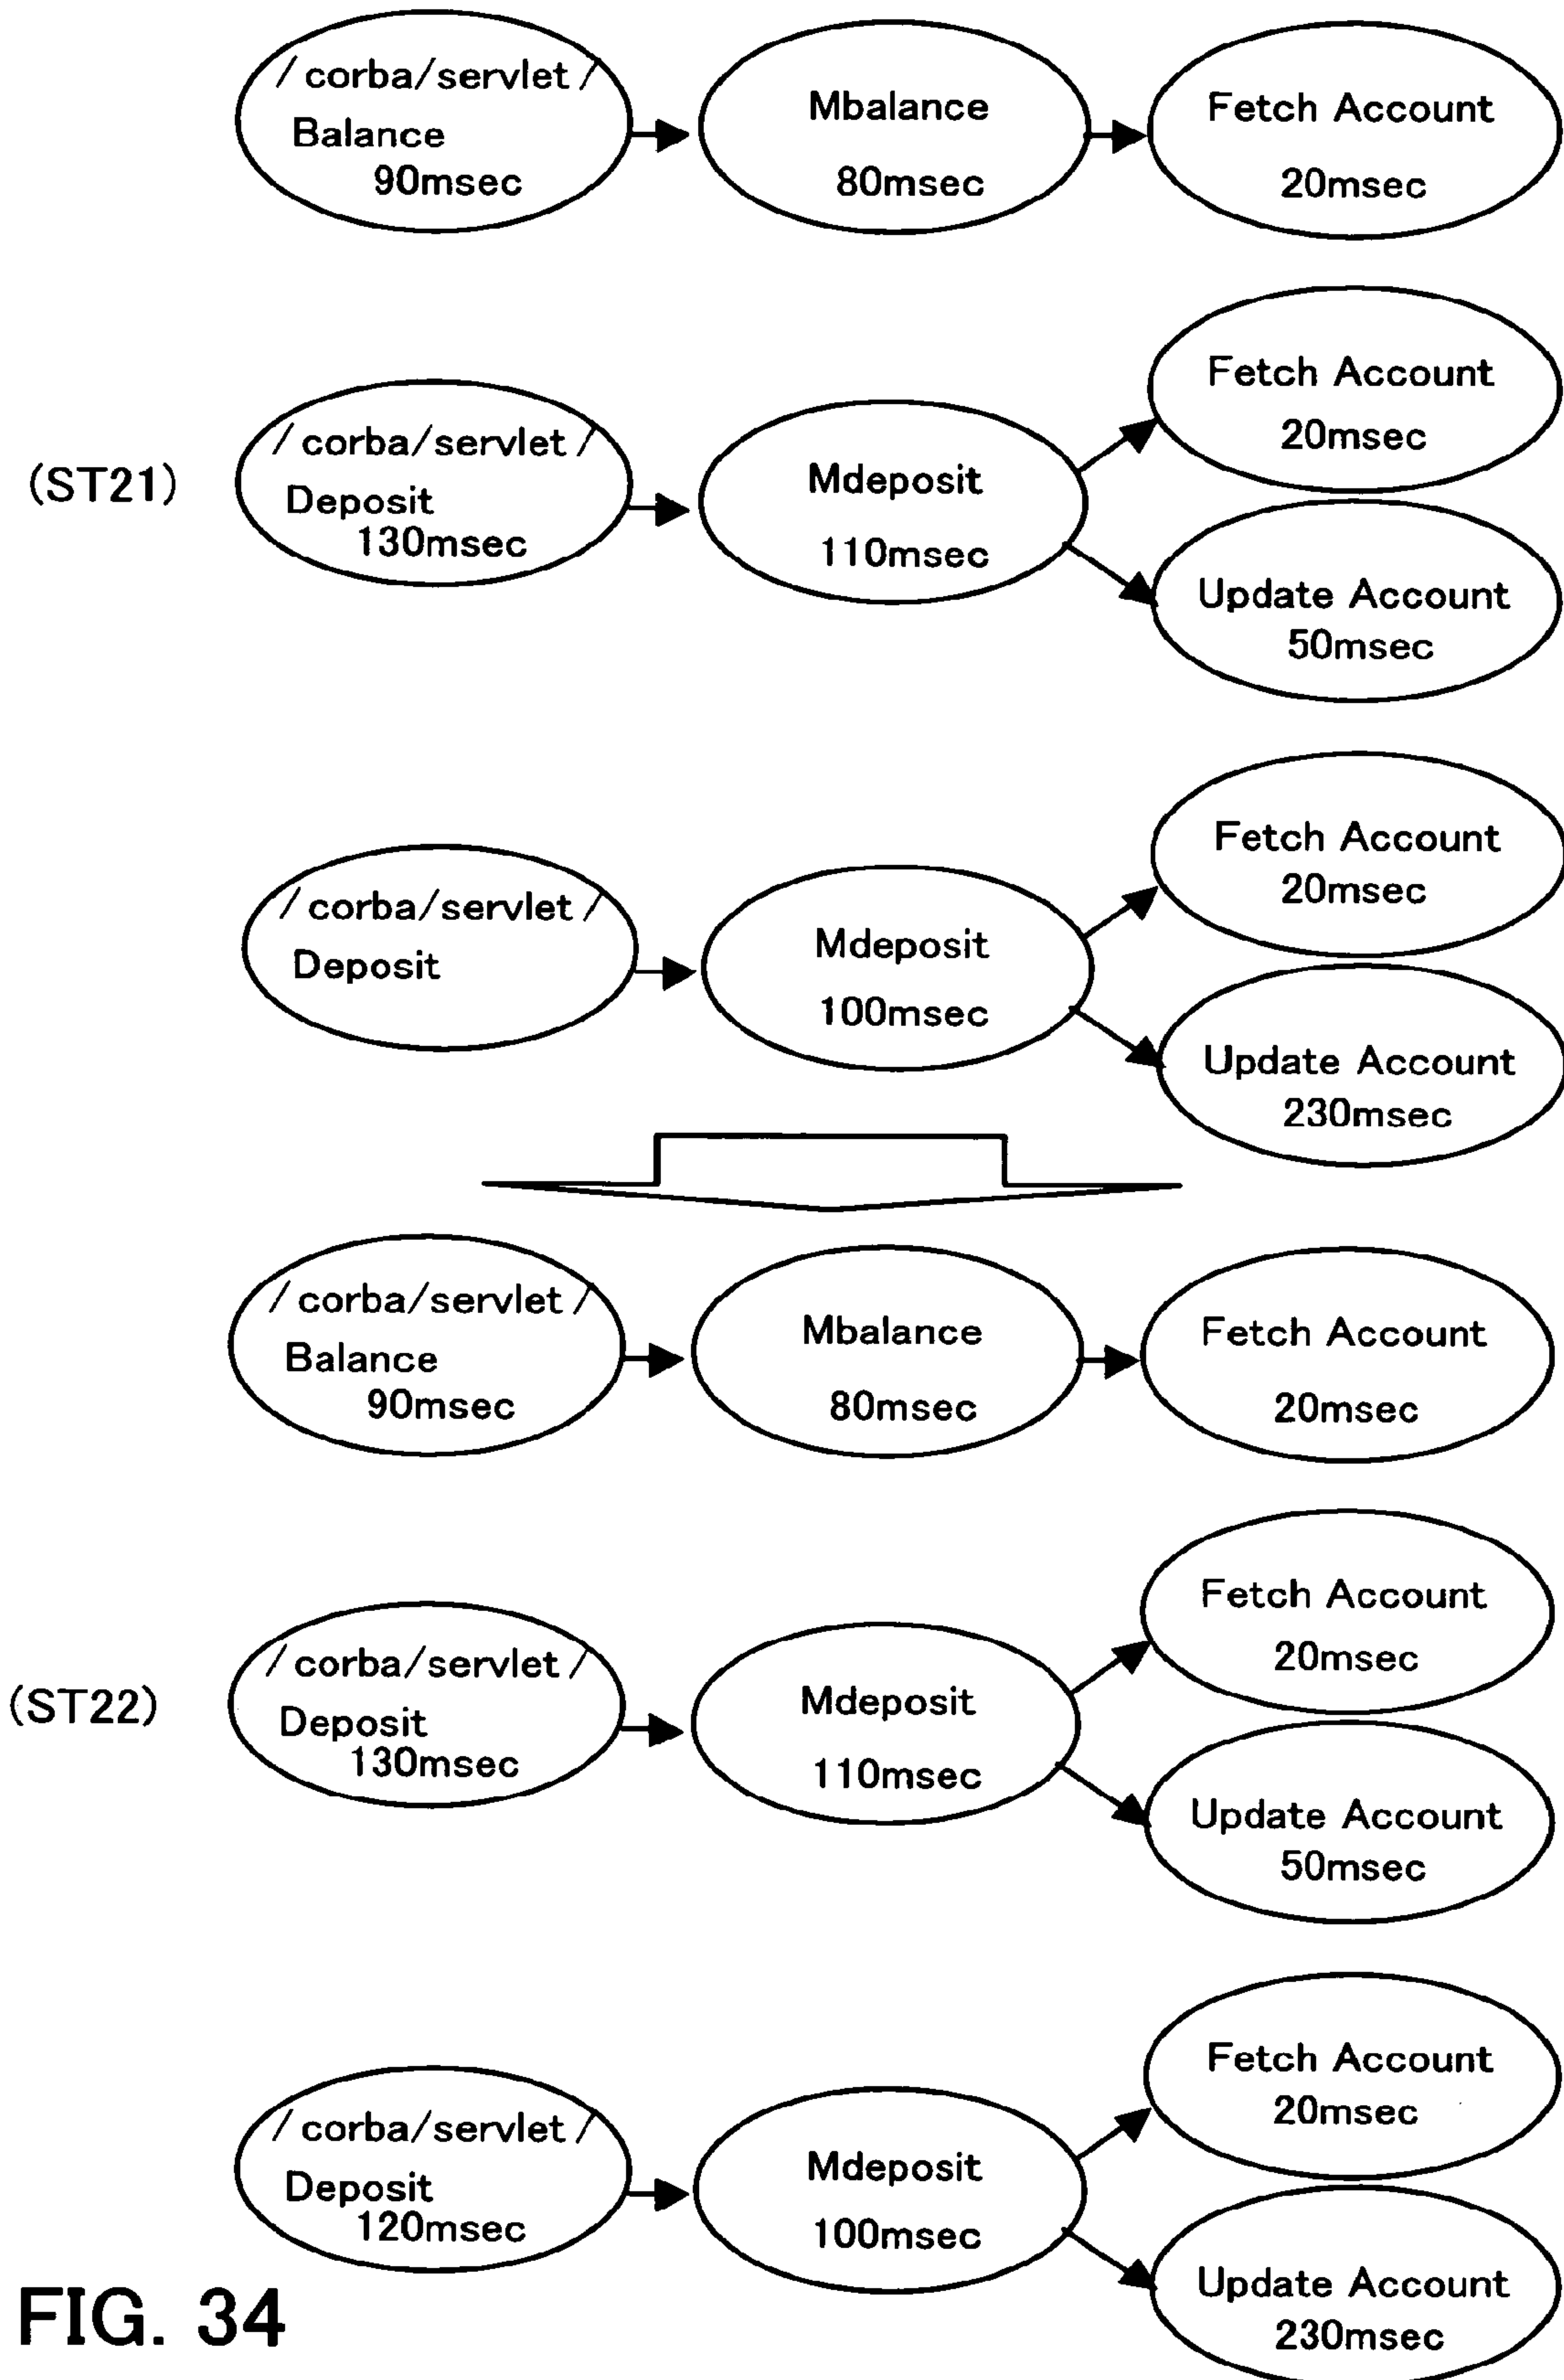 /corba/servlet/
Balance
90msec
Mbalance
80msec
Fetch Account
20msec
(ST21)
/corba/servlet/
Deposit
130msec
Mdeposit
110msec
Fetch Account
20msec
Update Account
50msec
/corba/servlet/
Deposit
Mdeposit
100msec
Fetch Account
20msec
Update Account
230msec
/corba/servlet/
Balance
90msec
Mbalance
80msec
Fetch Account
20msec
(ST22)
/corba/servlet/
Deposit
130msec
Mdeposit
110msec
Fetch Account
20msec
Update Account
50msec
/corba/servlet/
Deposit
120msec
Mdeposit
100msec
Fetch Account
20msec
Update Account
230msec
FIG. 34